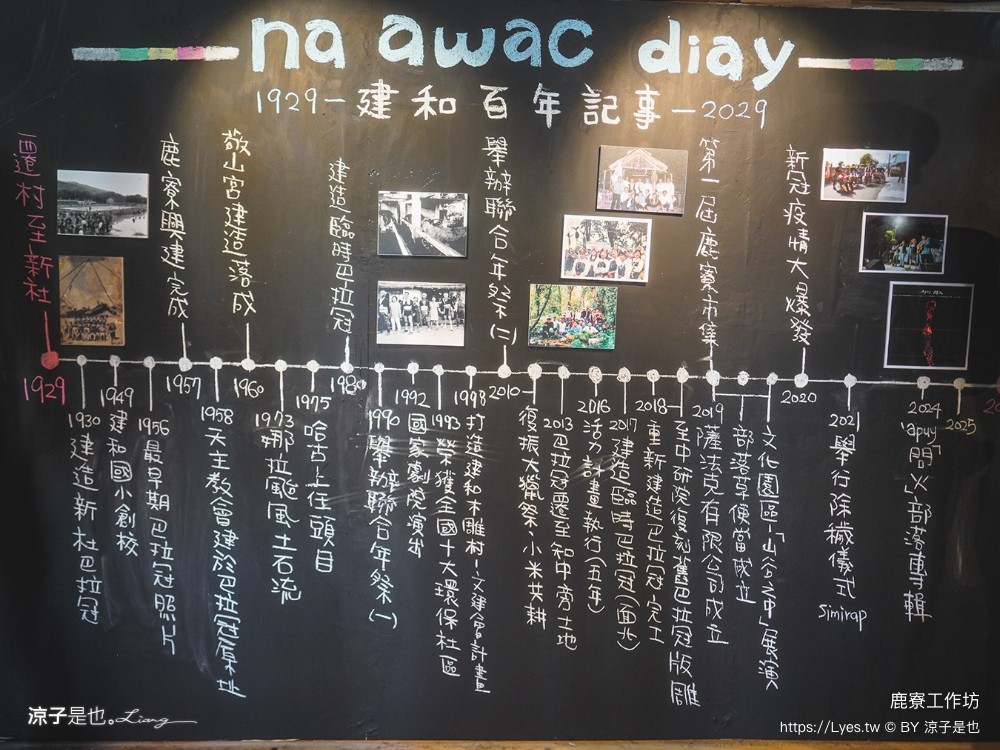 na awac diay
1929-建和百年記事-2029
遷村至新社
鹿寮興建完成
敬山宮建造落成
建造臨時巴拉冠
舉辦聯合年祭(二)
第一屆鹿寮市集
新冠疫情大爆發
1929
1930
建造新杜巴拉冠
1949
建和國小創校
1956
最早期巴拉冠照片
1957
1958
天主教會建於巴拉冠原址
1960
1973
娜拉颱風土石流
1975
哈古上任頭目
1980
1990
舉辦聯合年祭(一)
1992
國家劇院演出
1993
榮獲全國十大環保社區
1998
打造建和木雕村-文建會計畫
2010
復振大獵祭、小米共耕
2013
巴拉冠遷至知中旁土地
2016
活力計畫執行(五年)
2017
建造臨時巴拉冠(面北)
2018
重新建造巴拉冠完工
至中研院復刻舊巴拉冠版雕
2019
薩法克有限公司成立
部落草便當成立
文化園區「山谷之中」展演
2020
2021
舉行除穢儀式
Simirap
2024
'apuy「問」火部落專輯
2025
涼子是也。Liang
鹿寮工作坊
https://Lyes.tw © BY 涼子是也